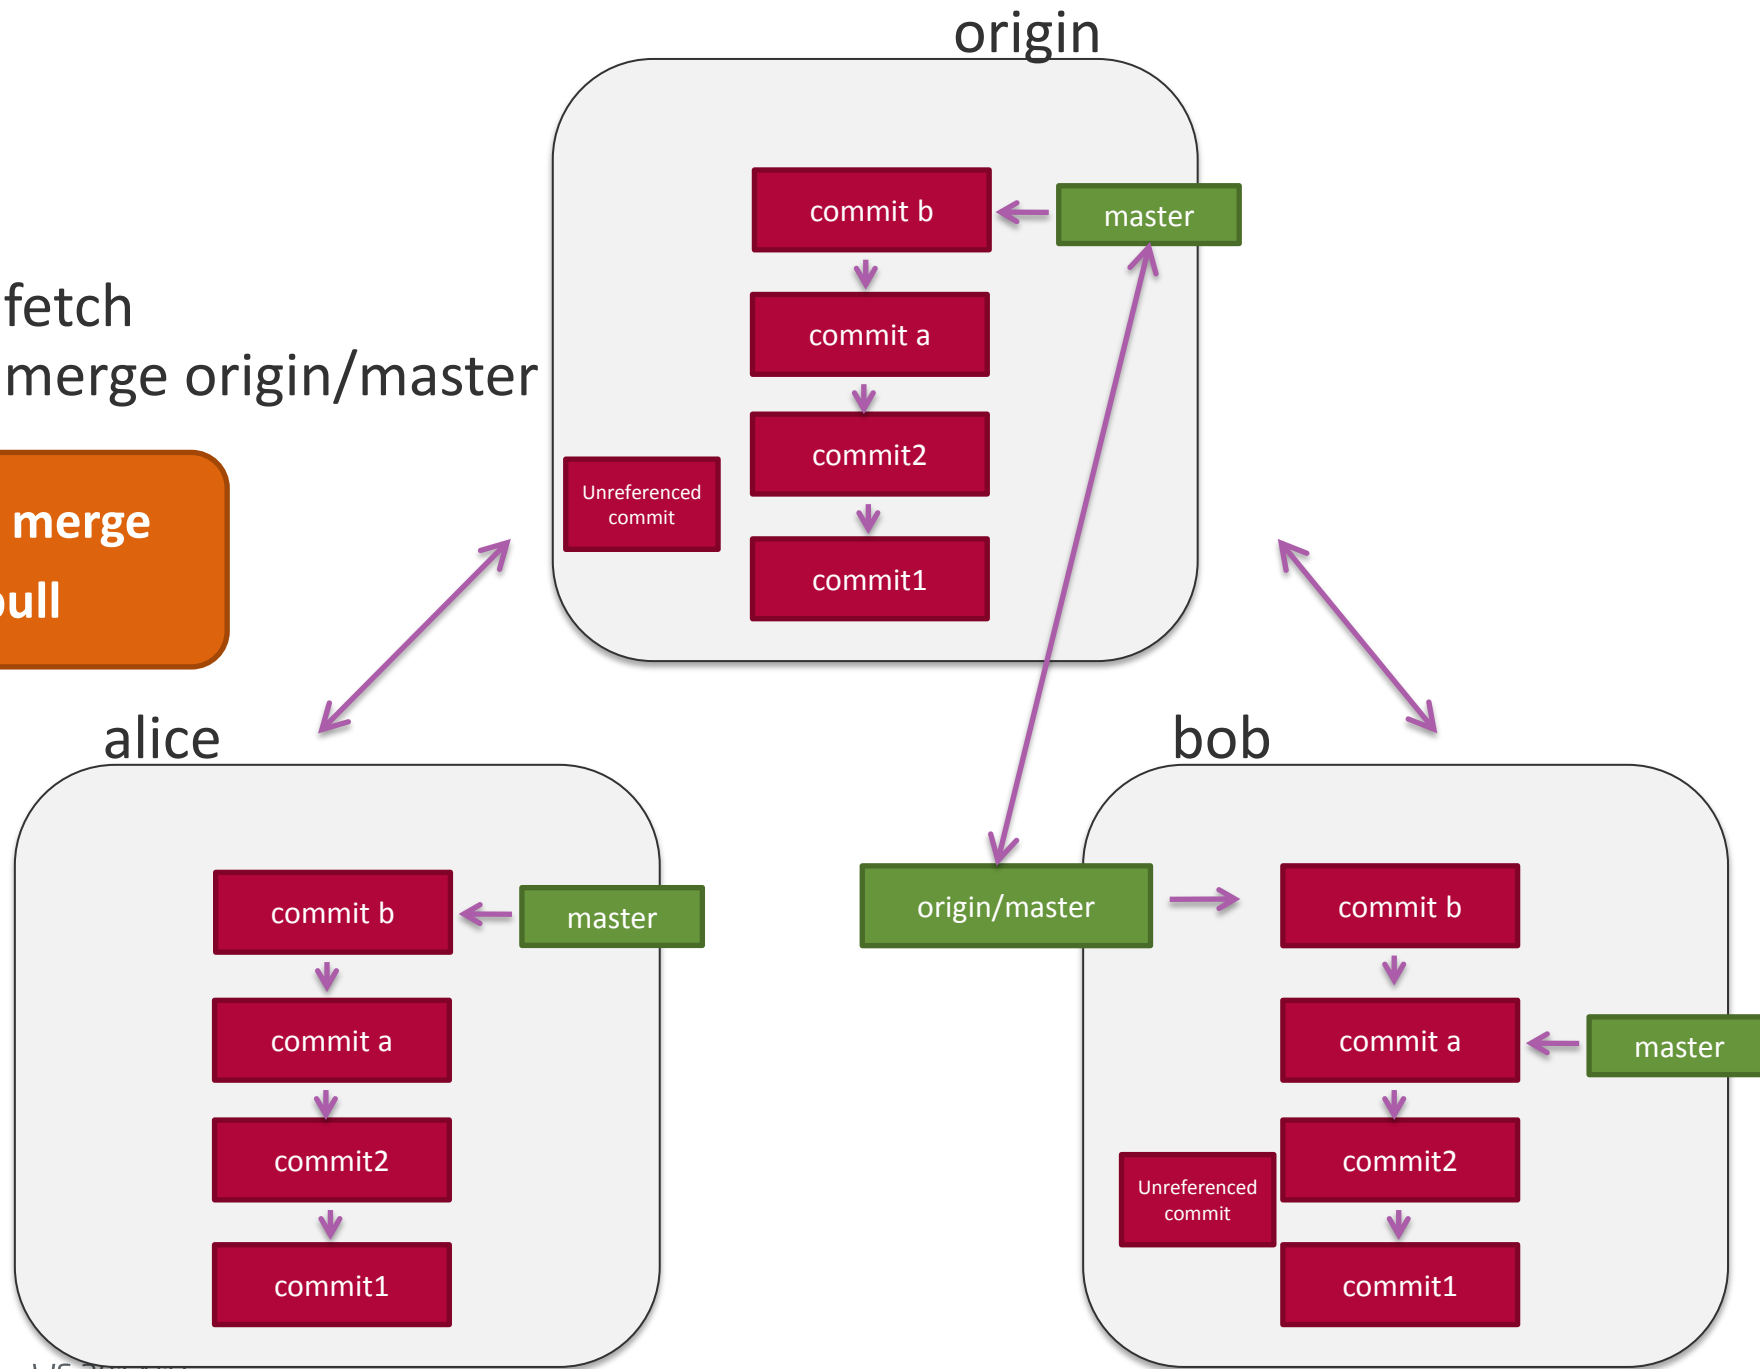 origin
commit b
master
commit a
commit2
Unreferenced
commit
commit1
fetch
merge origin/master
merge
pull
alice
commit b
master
commit a
commit2
commit1
bob
origin/master
commit b
commit a
master
commit2
Unreferenced
commit
commit1